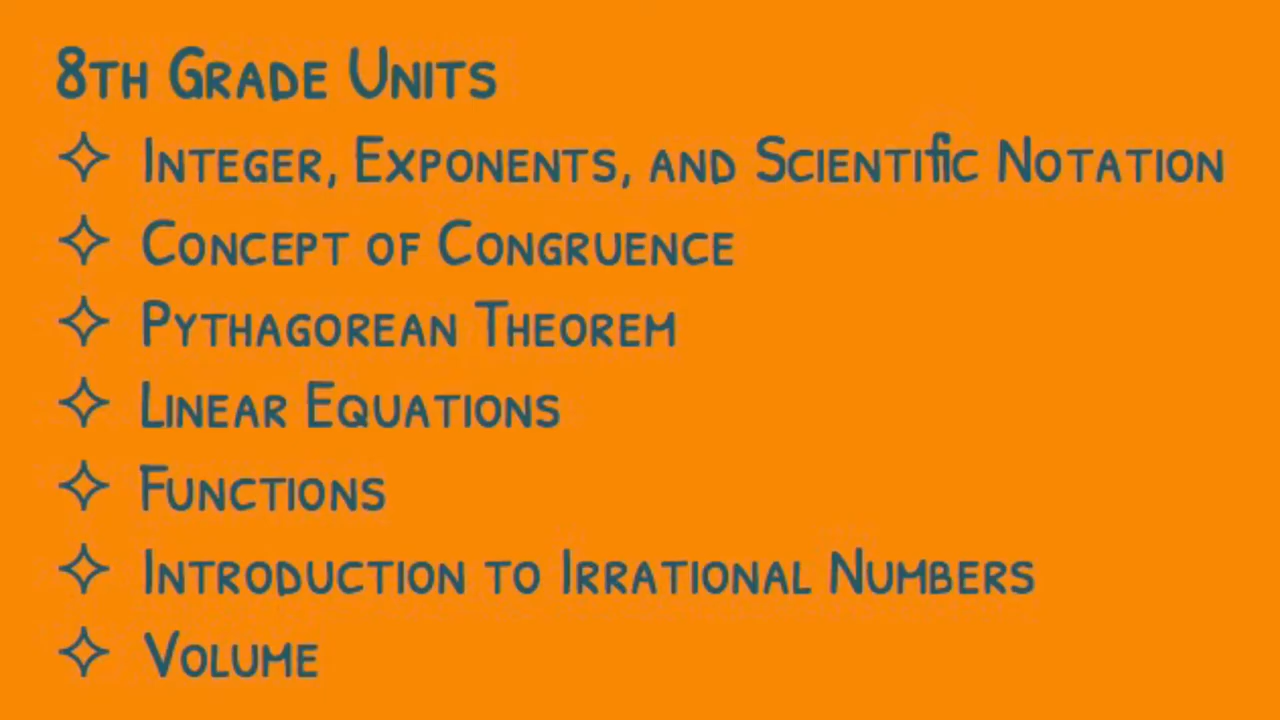 8th Grade Units
✧ Integer, Exponents, and Scientific Notation
✧ Concept of Congruence
✧ Pythagorean Theorem
✧ Linear Equations
✧ Functions
✧ Introduction to Irrational Numbers
✧ Volume